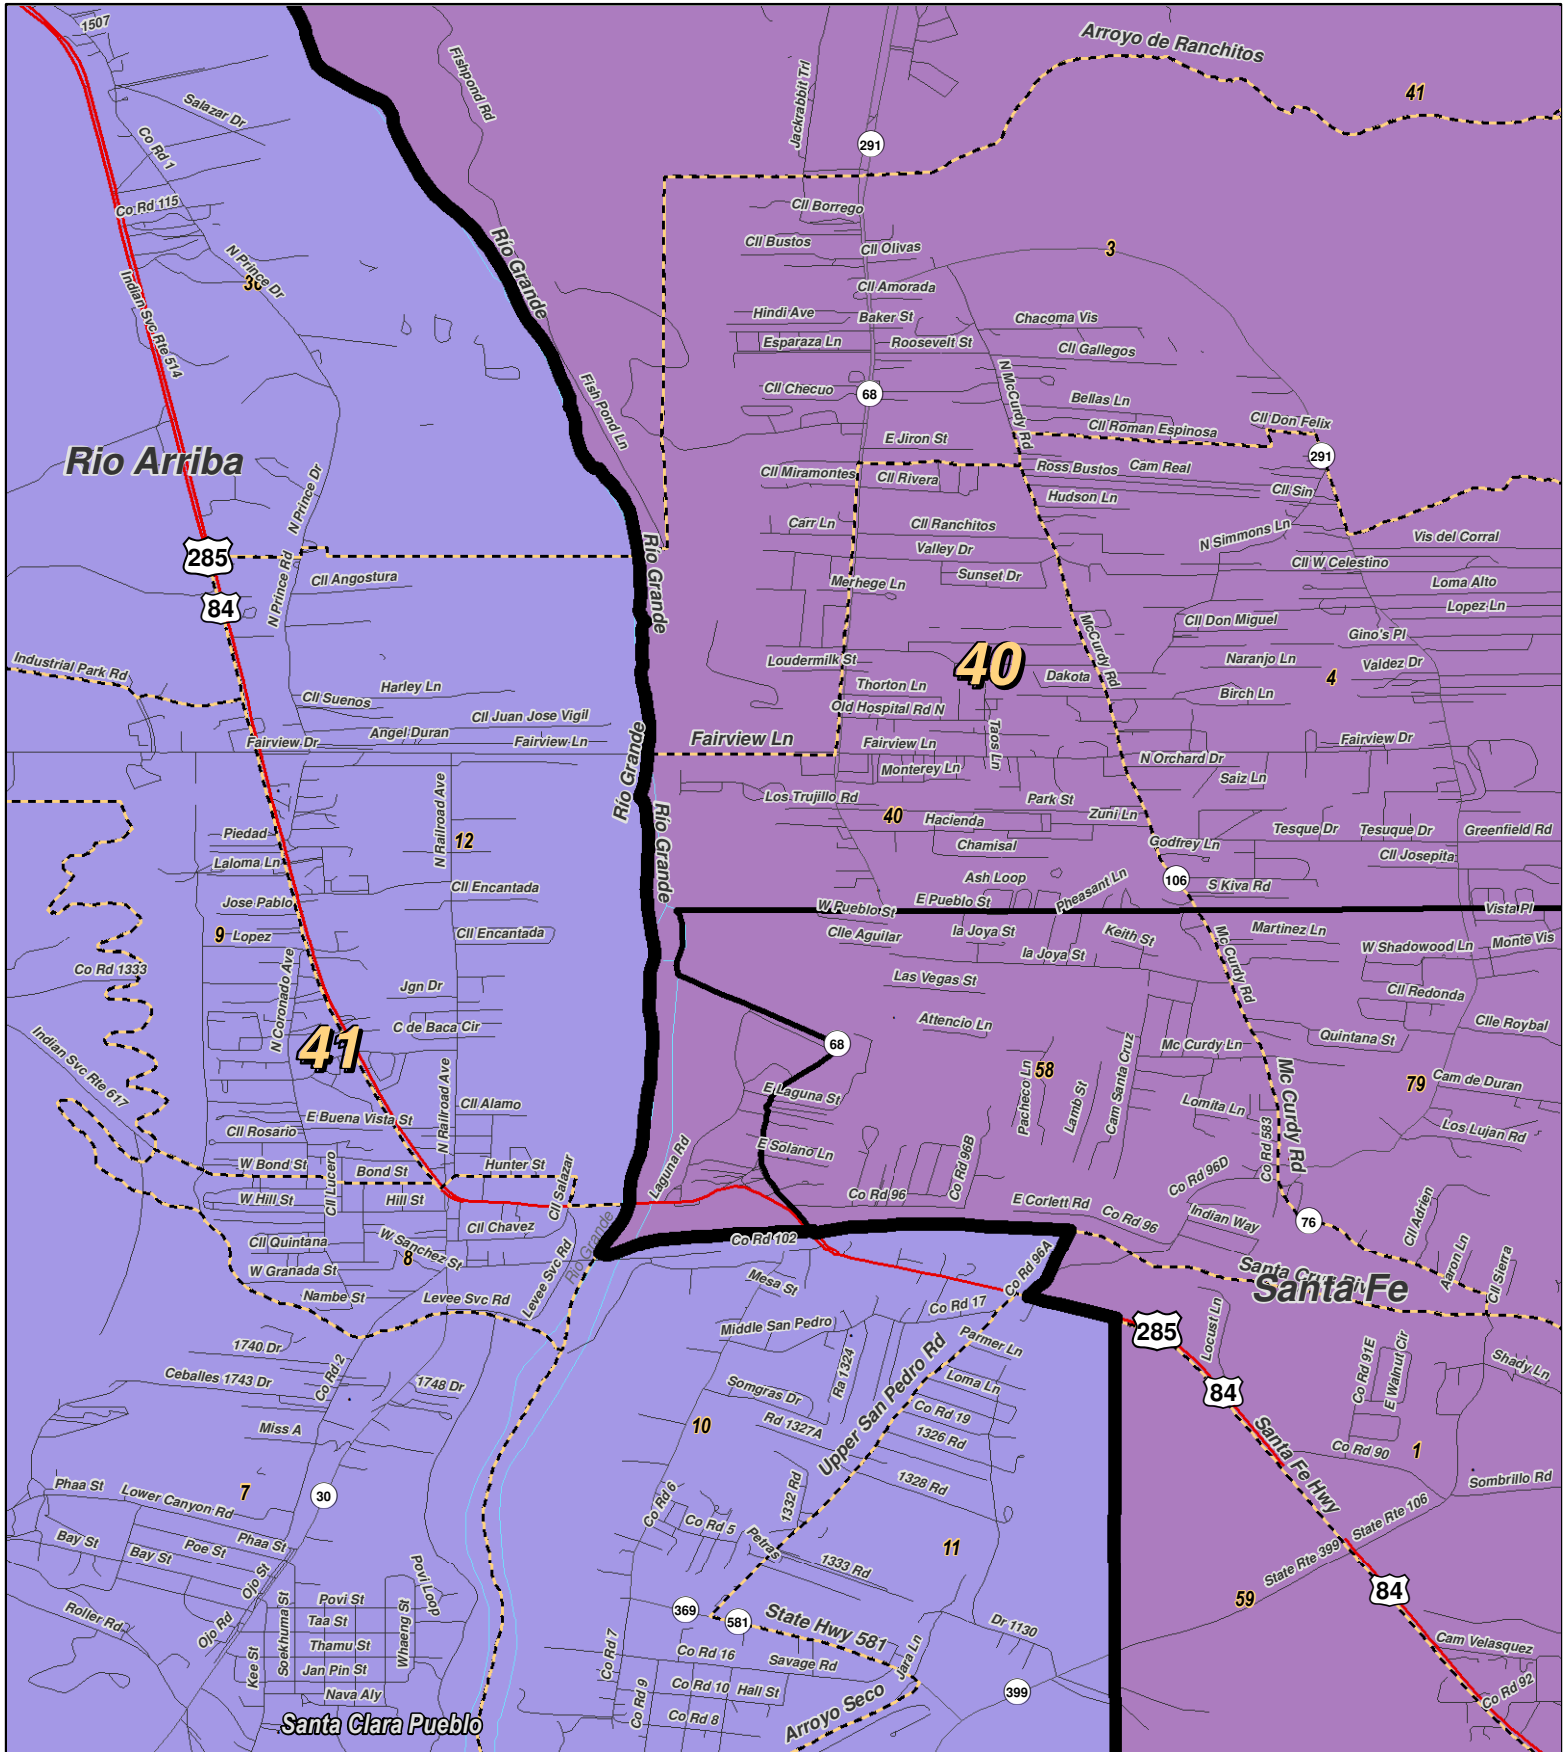 1507
Fishpond Rd
Jackrabbit Trl
Arroyo de Ranchitos
41
Salazar Dr
Co Rd 1
291
Co Rd 115
Cll Borrego
Cll Bustos
Cll Olivas
3
N Prince Dr
36
Rio Grande
Indian Svc Rte 514
Cll Amorada
Hindi Ave
Baker St
Chacoma Vis
Esparaza Ln
Roosevelt St
Cll Gallegos
Fish Pond Ln
Cll Checuo
68
N McCurdy Rd
Bellas Ln
Cll Don Felix
Cll Roman Espinosa
E Jiron St
291
Rio Arriba
Cll Miramontes
Cll Rivera
Ross Bustos
Cam Real
Cll Sin
N Prince Dr
Hudson Ln
Carr Ln
Cll Ranchitos
N Simmons Ln
Vis del Corral
285
Rio Grande
Valley Dr
Cll W Celestino
N Prince Rd
Cll Angostura
Merhege Ln
Sunset Dr
Loma Alto
84
Lopez Ln
McCurdy Rd
Cll Don Miguel
Gino's Pl
Industrial Park Rd
Loudermilk St
40
Dakota
Naranjo Ln
4
Valdez Dr
Harley Ln
Cll Suenos
Thorton Ln
Birch Ln
Old Hospital Rd N
Cll Juan Jose Vigil
Angel Duran
Fairview Dr
Fairview Ln
Rio Grande
Fairview Ln
Fairview Ln
Taos Ln
Fairview Dr
N Orchard Dr
Monterey Ln
Saiz Ln
N Railroad Ave
Los Trujillo Rd
Park St
Rio Grande
Zuni Ln
40
Hacienda
Tesque Dr
Tesuque Dr
Greenfield Rd
Piedad
12
Chamisal
Godfrey Ln
Cll Josepita
Laloma Ln
Ash Loop
Pheasant Ln
106
S Kiva Rd
Cll Encantada
Jose Pablo
W Pueblo St
E Pueblo St
Vista Pl
9
Lopez
Cll Encantada
Clle Aguilar
la Joya St
Keith St
Martinez Ln
Monte Vis
Mc Curdy Rd
W Shadowood Ln
la Joya St
Co Rd 1333
N Coronado Ave
Jgn Dr
Las Vegas St
Cll Redonda
C de Baca Cir
Attencio Ln
Clle Roybal
41
68
Quintana St
Mc Curdy Ln
Indian Svc Rte 617
N Railroad Ave
Pacheco Ln
58
Cam Santa Cruz
Mc Curdy Rd
79
Cam de Duran
E Laguna St
Lamb St
Cll Alamo
Lomita Ln
E Buena Vista St
Cll Rosario
Co Rd 583
Los Lujan Rd
E Solano Ln
W Bond St
Bond St
Hunter St
Laguna Rd
Co Rd 96B
Co Rd 96D
Cll Lucero
Cll Salazar
W Hill St
Hill St
Co Rd 96
E Corlett Rd
Co Rd 96
Indian Way
76
Cll Adrien
Cll Chavez
Cll Quintana
W Sanchez St
8
Co Rd 102
Rio Grande
Levee Svc Rd
Co Rd 96A
Aaron Ln
Cll Sierra
W Granada St
Mesa St
Santa Fe
Nambe St
Levee Svc Rd
Co Rd 17
Locust Ln
Middle San Pedro
285
1740 Dr
Parmer Ln
Co Rd 91E
E Walnut Cir
Shady Ln
Ceballes 1743 Dr
Co Rd 2
1748 Dr
Ra 1324
Loma Ln
84
Somgras Dr
Upper San Pedro Rd
Co Rd 19
Miss A
10
Rd 1327A
1326 Rd
Santa Fe Hwy
Co Rd 90
1
Sombrillo Rd
7
Phaa St
Lower Canyon Rd
30
1332 Rd
1328 Rd
Co Rd 6
State Rte 106
Bay St
Bay St
Poe St
Phaa St
Co Rd 5
Petras
11
Ojo St
Povi Loop
1333 Rd
State Rte 399
84
Roller Rd
Ojo Rd
Povi St
369
581
State Hwy 581
59
Soekhuma St
Taa St
Whaeng St
Dr 1130
Kee St
Thamu St
Co Rd 7
Co Rd 16
Savage Rd
Jara Ln
Cam Velasquez
Jan Pin St
Co Rd 9
Co Rd 10
Hall St
399
Co Rd 92
Nava Aly
Co Rd 8
Arroyo Seco
Santa Clara Pueblo